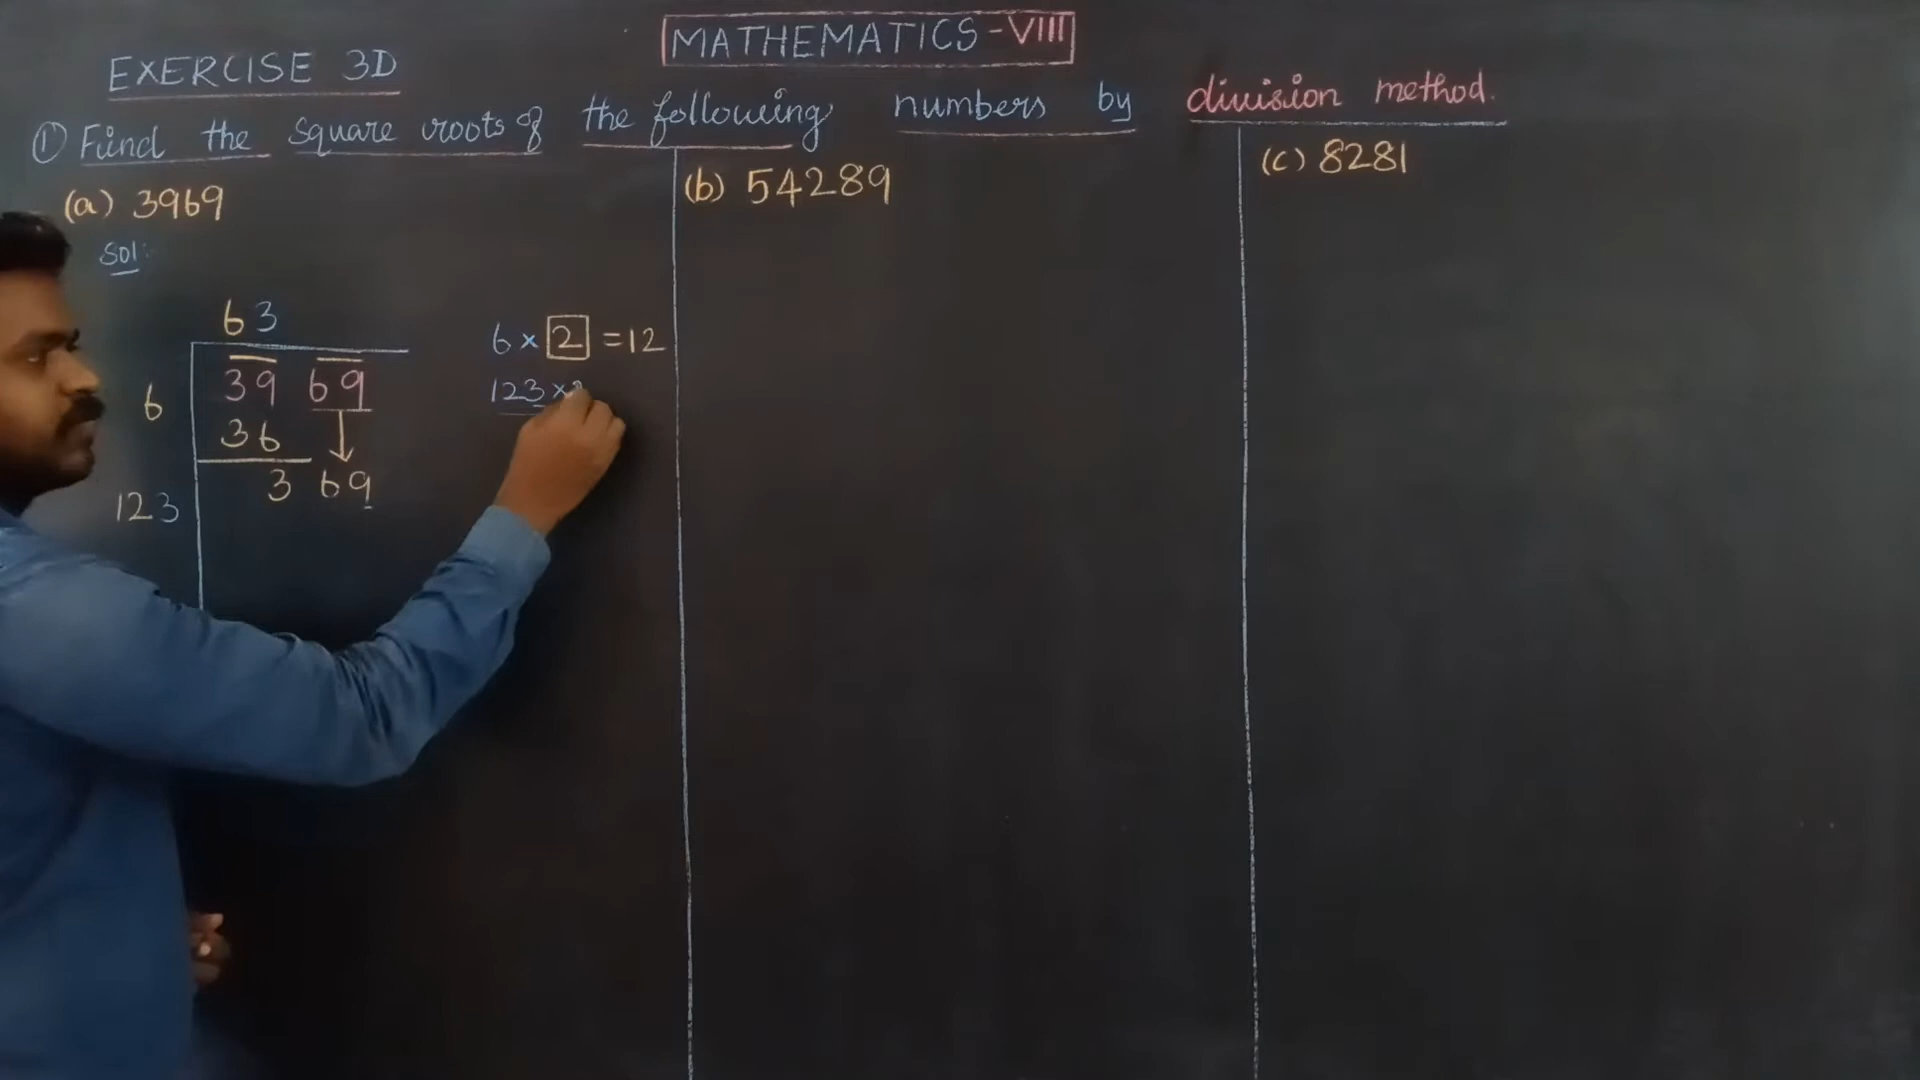 MATHEMATICS-VIII
EXERCISE 3D
① Find the square roots of the following numbers by division method.
(a) 3969
(b) 54289
(c) 8281
Sol:
63
6 × 2 = 12
6
39 69
123 ×
36
3 69
123